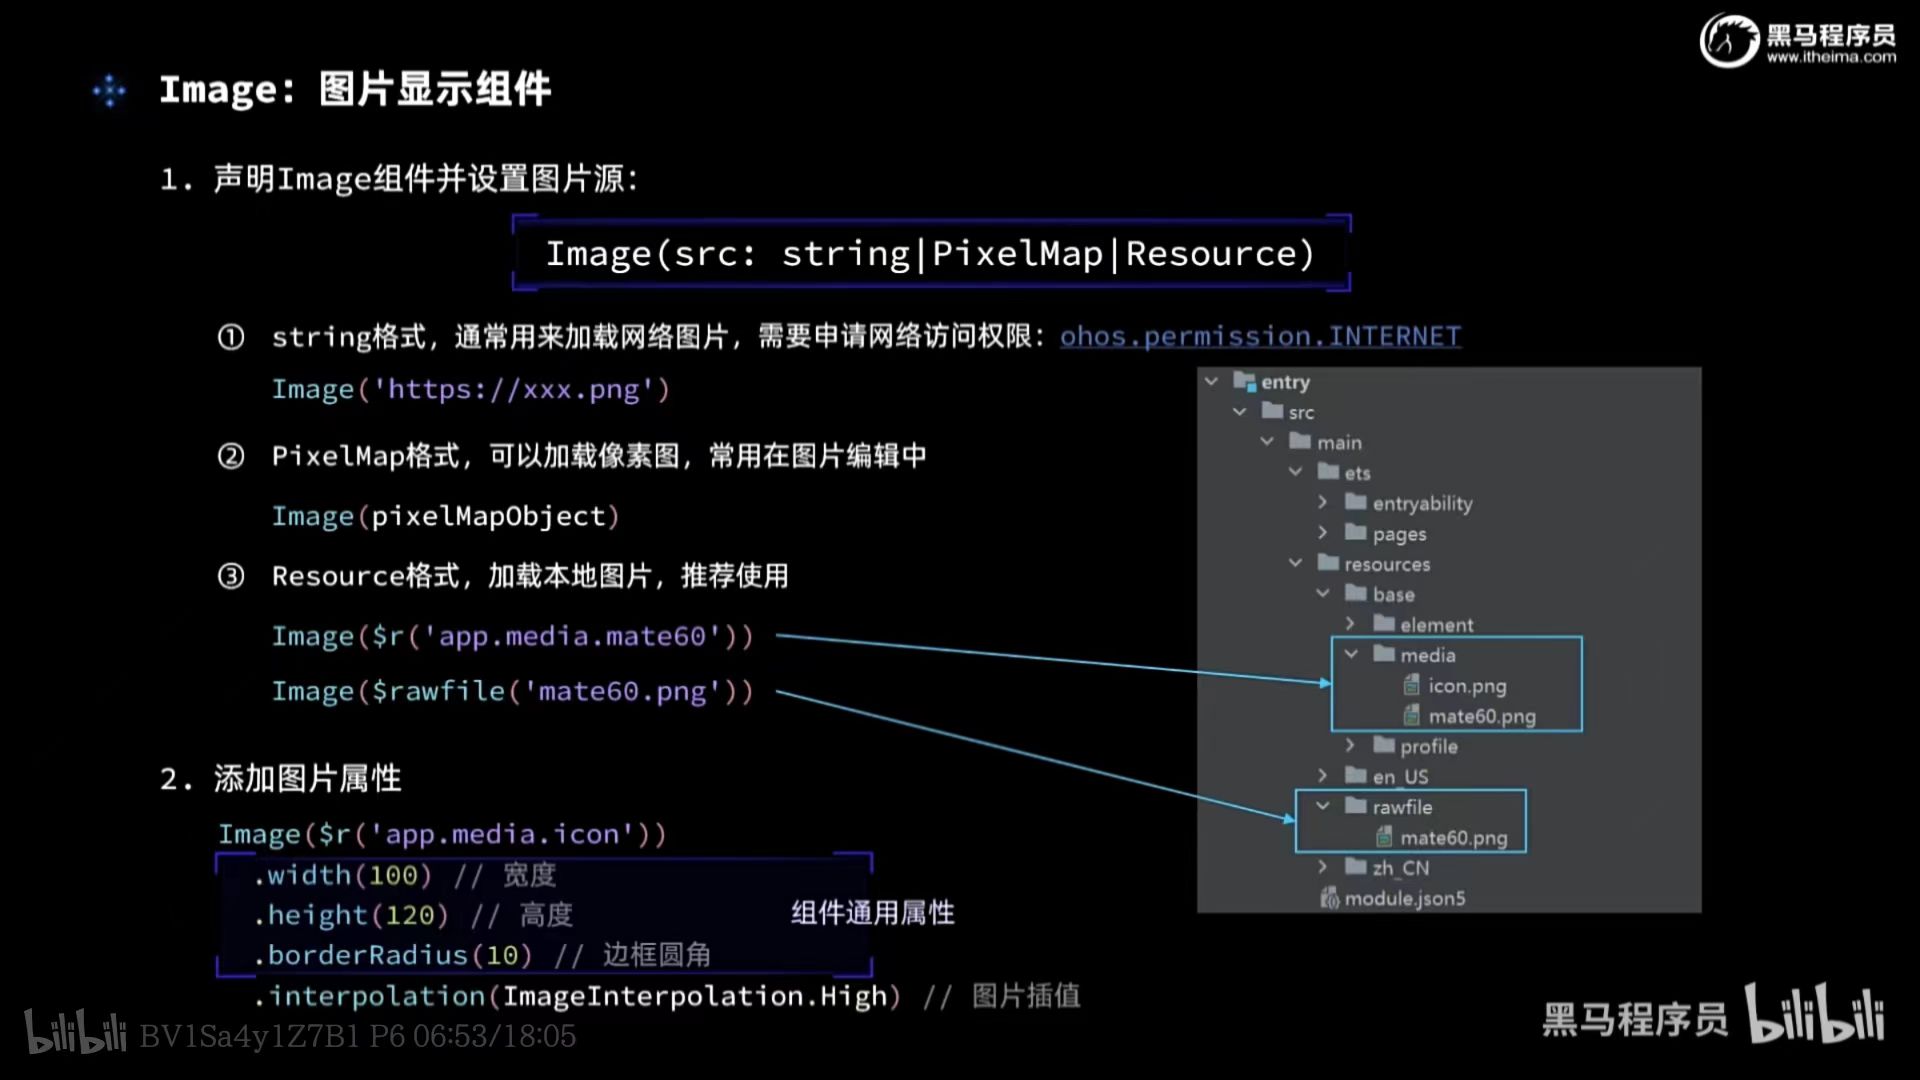 黑马程序员
www.itheima.com
Image: 图片显示组件
1. 声明Image组件并设置图片源:
Image(src: string|PixelMap|Resource)
① string格式，通常用来加载网络图片，需要申请网络访问权限: ohos.permission.INTERNET
Image('https://xxx.png')
② PixelMap格式，可以加载像素图，常用在图片编辑中
Image(pixelMapObject)
③ Resource格式，加载本地图片，推荐使用
Image($r('app.media.mate60'))
Image($rawfile('mate60.png'))
entry
src
main
ets
entryability
pages
resources
base
element
media
icon.png
mate60.png
profile
en_US
rawfile
mate60.png
zh_CN
module.json5
2. 添加图片属性
Image($r('app.media.icon'))
.width(100) // 宽度
.height(120) // 高度
.borderRadius(10) // 边框圆角
组件通用属性
.interpolation(ImageInterpolation.High) // 图片插值
bilibili BV1Sa4y1Z7B1 P6 06:53/18:05
黑马程序员 bilibili